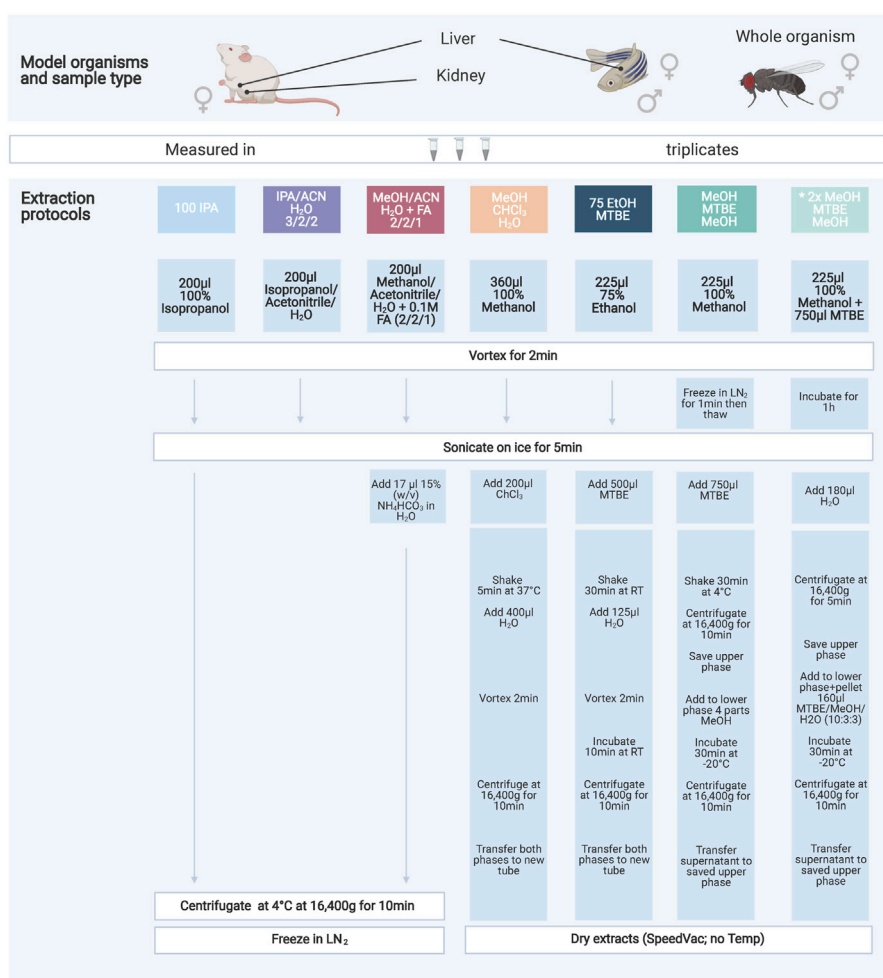 Model organisms
and sample type
Liver
Kidney
Whole organism
♀
♀
♂
♀
♂
Measured in
triplicates
Extraction
protocols
100 IPA
IPA/ACN
H₂O
3/2/2
MeOH/ACN
H₂O + FA
2/2/1
MeOH
CHCl₃
H₂O
75 EtOH
MTBE
MeOH
MTBE
MeOH
* 2x MeOH
MTBE
MeOH
200µl
100%
Isopropanol
200µl
Isopropanol/
Acetonitrile/
H₂O
200µl
Methanol/
Acetonitrile/
H₂O + 0.1M
FA (2/2/1)
360µl
100%
Methanol
225µl
75%
Ethanol
225µl
100%
Methanol
225µl
100%
Methanol +
750µl MTBE
Vortex for 2min
Freeze in LN₂
for 1min then
thaw
Incubate for
1h
Sonicate on ice for 5min
Add 17 µl 15%
(w/v)
NH₄HCO₃ in
H₂O
Add 200µl
ChCl₃
Add 500µl
MTBE
Add 750µl
MTBE
Add 180µl
H₂O
Shake
5min at 37°C
Add 400µl
H₂O
Vortex 2min
Centrifuge at
16,400g for
10min
Transfer both
phases to new
tube
Shake
30min at RT
Add 125µl
H₂O
Vortex 2min
Incubate
10min at RT
Centrifugate
at 16,400g for
10min
Transfer both
phases to new
tube
Shake 30min
at 4°C
Centrifugate
at 16,400g for
10min
Save upper
phase
Add to lower
phase 4 parts
MeOH
Incubate
30min at
-20°C
Centrifugate
at 16,400g for
10min
Transfer
supernatant to
saved upper
phase
Centrifugate at
16,400g
for 5min
Save upper
phase
Add to lower
phase+pellet
160µl
MTBE/MeOH/
H2O (10:3:3)
Incubate
30min at
-20°C
Centrifugate at
16,400g for
10min
Transfer
supernatant to
saved upper
phase
Centrifugate at 4°C at 16,400g for 10min
Freeze in LN₂
Dry extracts (SpeedVac; no Temp)